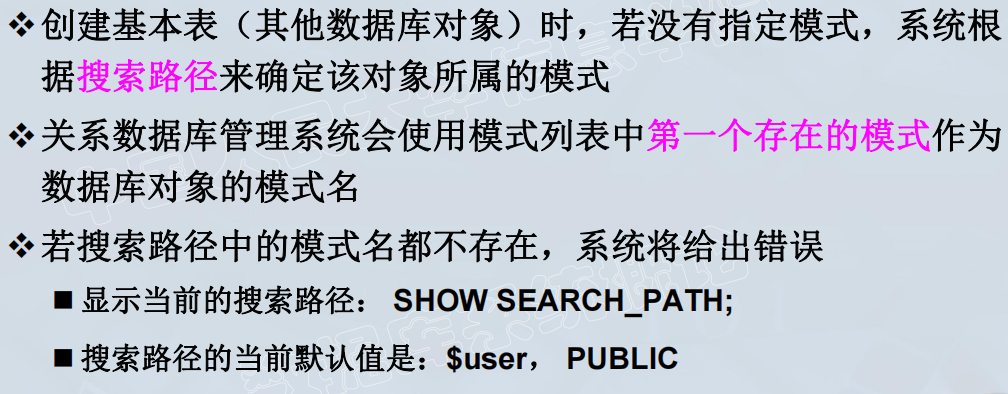 ❖创建基本表（其他数据库对象）时，若没有指定模式，系统根
据搜索路径来确定该对象所属的模式
❖关系数据库管理系统会使用模式列表中第一个存在的模式作为
数据库对象的模式名
❖若搜索路径中的模式名都不存在，系统将给出错误
■显示当前的搜索路径： SHOW SEARCH_PATH;
■搜索路径的当前默认值是：$user， PUBLIC